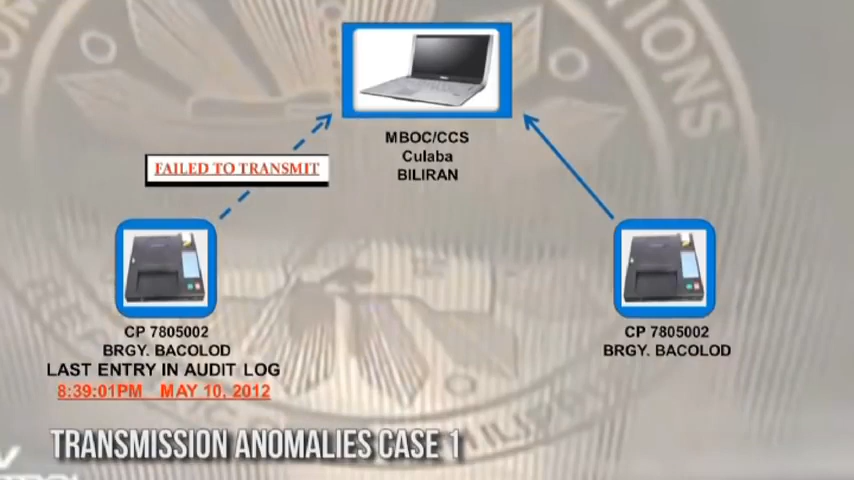 MBOC/CCS
Culaba
BILIRAN
FAILED TO TRANSMIT
CP 7805002
BRGY. BACOLOD
LAST ENTRY IN AUDIT LOG
8:39:01PM MAY 10, 2012
CP 7805002
BRGY. BACOLOD
TRANSMISSION ANOMALIES CASE 1